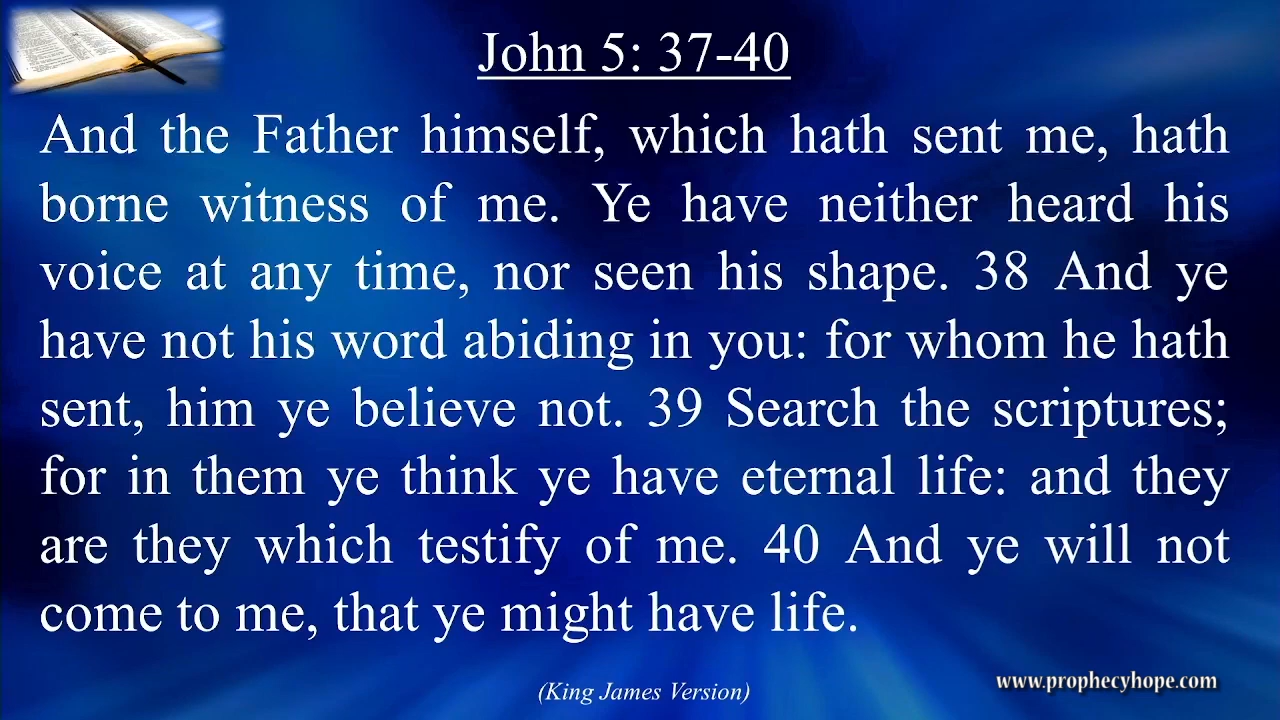 John 5: 37-40
And the Father himself, which hath sent me, hath
borne witness of me. Ye have neither heard his
voice at any time, nor seen his shape. 38 And ye
have not his word abiding in you: for whom he hath
sent, him ye believe not. 39 Search the scriptures;
for in them ye think ye have eternal life: and they
are they which testify of me. 40 And ye will not
come to me, that ye might have life.
(King James Version)
www.prophecyhope.com